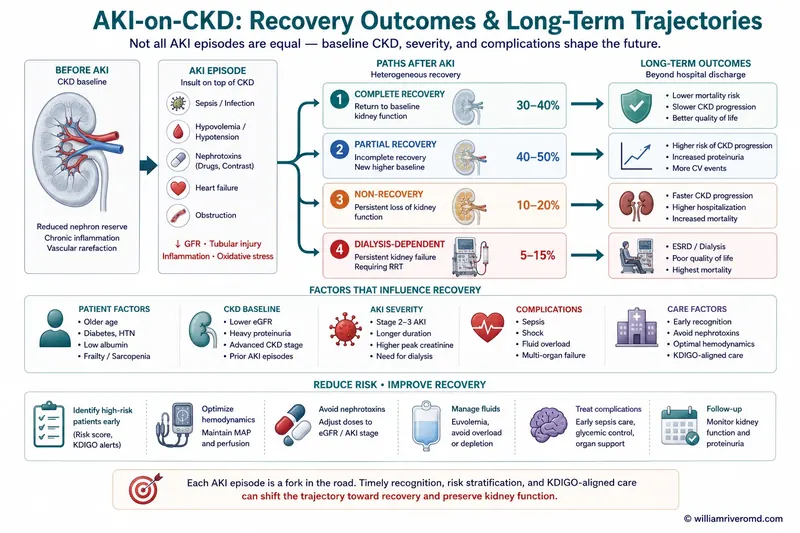 AKI-on-CKD: Recovery Outcomes & Long-Term Trajectories
Not all AKI episodes are equal — baseline CKD, severity, and complications shape the future.
BEFORE AKI
CKD baseline
Reduced nephron reserve
Chronic inflammation
Vascular rarefaction
AKI EPISODE
Insult on top of CKD
Sepsis / Infection
Hypovolemia /
Hypotension
Nephrotoxins
(Drugs, Contrast)
Heart failure
Obstruction
↓ GFR • Tubular injury
Inflammation • Oxidative stress
PATHS AFTER AKI
Heterogeneous recovery
1 COMPLETE RECOVERY
Return to baseline
kidney function
30–40%
2 PARTIAL RECOVERY
Incomplete recovery
New higher baseline
40–50%
3 NON-RECOVERY
Persistent loss of kidney
function
10–20%
4 DIALYSIS-DEPENDENT
Persistent kidney failure
Requiring RRT
5–15%
LONG-TERM OUTCOMES
Beyond hospital discharge
• Lower mortality risk
• Slower CKD progression
• Better quality of life
• Higher risk of CKD progression
• Increased proteinuria
• More CV events
• Faster CKD progression
• Higher hospitalization
• Increased mortality
• ESRD / Dialysis
• Poor quality of life
• Highest mortality
FACTORS THAT INFLUENCE RECOVERY
PATIENT FACTORS
• Older age
• Diabetes, HTN
• Low albumin
• Frailty / Sarcopenia
CKD BASELINE
• Lower eGFR
• Heavy proteinuria
• Advanced CKD stage
• Prior AKI episodes
AKI SEVERITY
• Stage 2–3 AKI
• Longer duration
• Higher peak creatinine
• Need for dialysis
COMPLICATIONS
• Sepsis
• Shock
• Fluid overload
• Multi-organ failure
CARE FACTORS
• Early recognition
• Avoid nephrotoxins
• Optimal hemodynamics
• KDIGO-aligned care
REDUCE RISK • IMPROVE RECOVERY
Identify high-risk
patients early
(Risk score,
KDIGO alerts)
Optimize
hemodynamics
Maintain MAP
and perfusion
Avoid nephrotoxins
Adjust doses to
eGFR / AKI stage
Manage fluids
Euvolemia,
avoid overload
or depletion
Treat complications
Early sepsis care,
glycemic control,
organ support
Follow-up
Monitor kidney
function and
proteinuria
Each AKI episode is a fork in the road. Timely recognition, risk stratification, and KDIGO-aligned care
can shift the trajectory toward recovery and preserve kidney function.
© williamriveromd.com